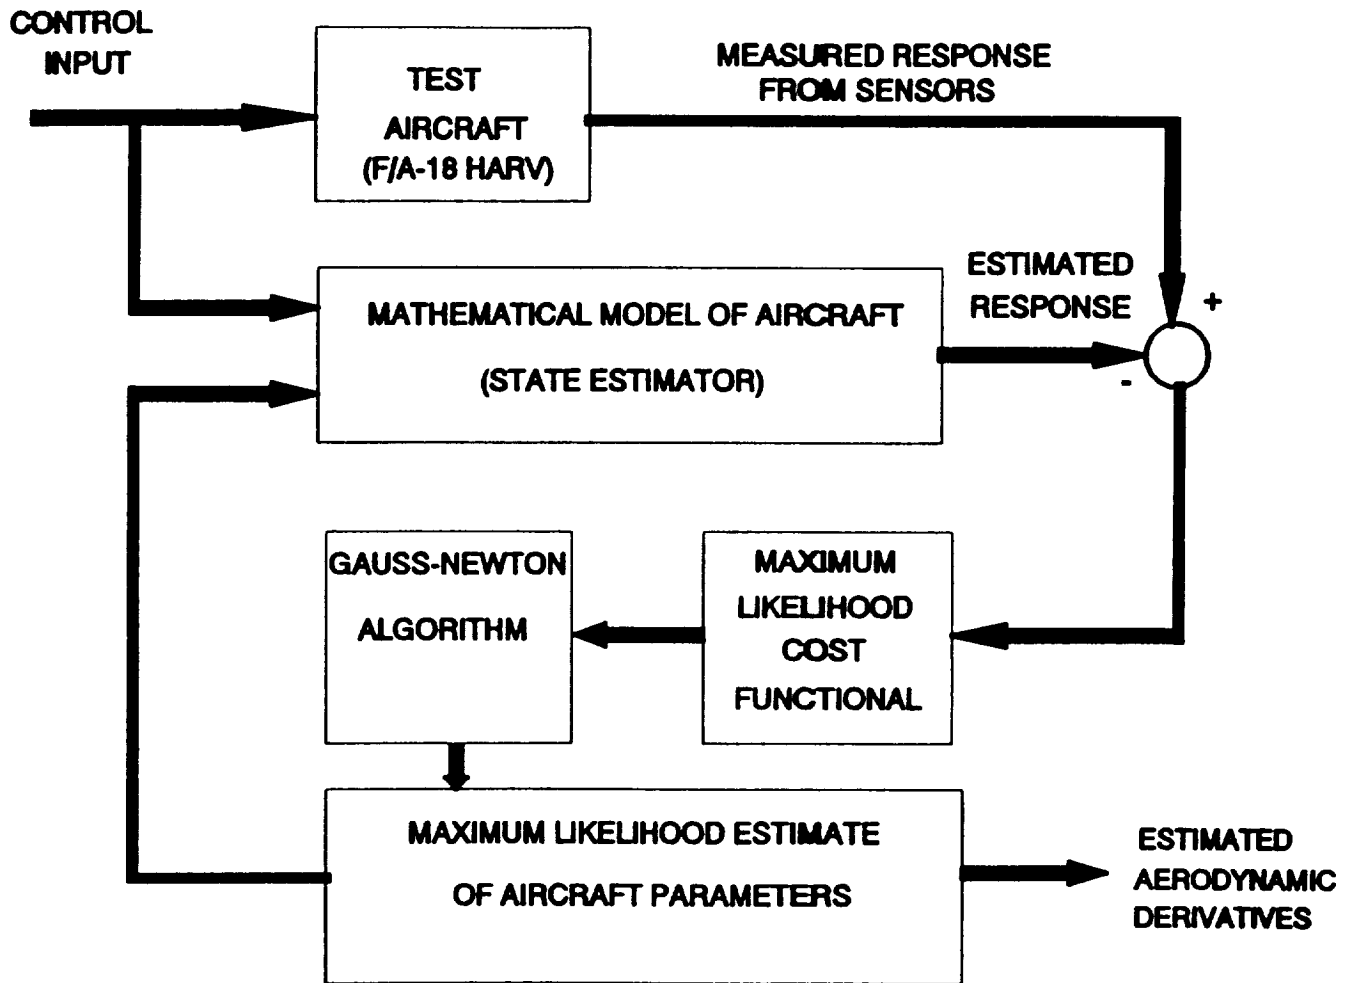 CONTROL
INPUT
TEST
AIRCRAFT
(F/A-18 HARV)
MEASURED RESPONSE
FROM SENSORS
MATHEMATICAL MODEL OF AIRCRAFT
(STATE ESTIMATOR)
ESTIMATED
RESPONSE
+
-
GAUSS-NEWTON
ALGORITHM
MAXIMUM
LIKELIHOOD
COST
FUNCTIONAL
MAXIMUM LIKELIHOOD ESTIMATE
OF AIRCRAFT PARAMETERS
ESTIMATED
AERODYNAMIC
DERIVATIVES